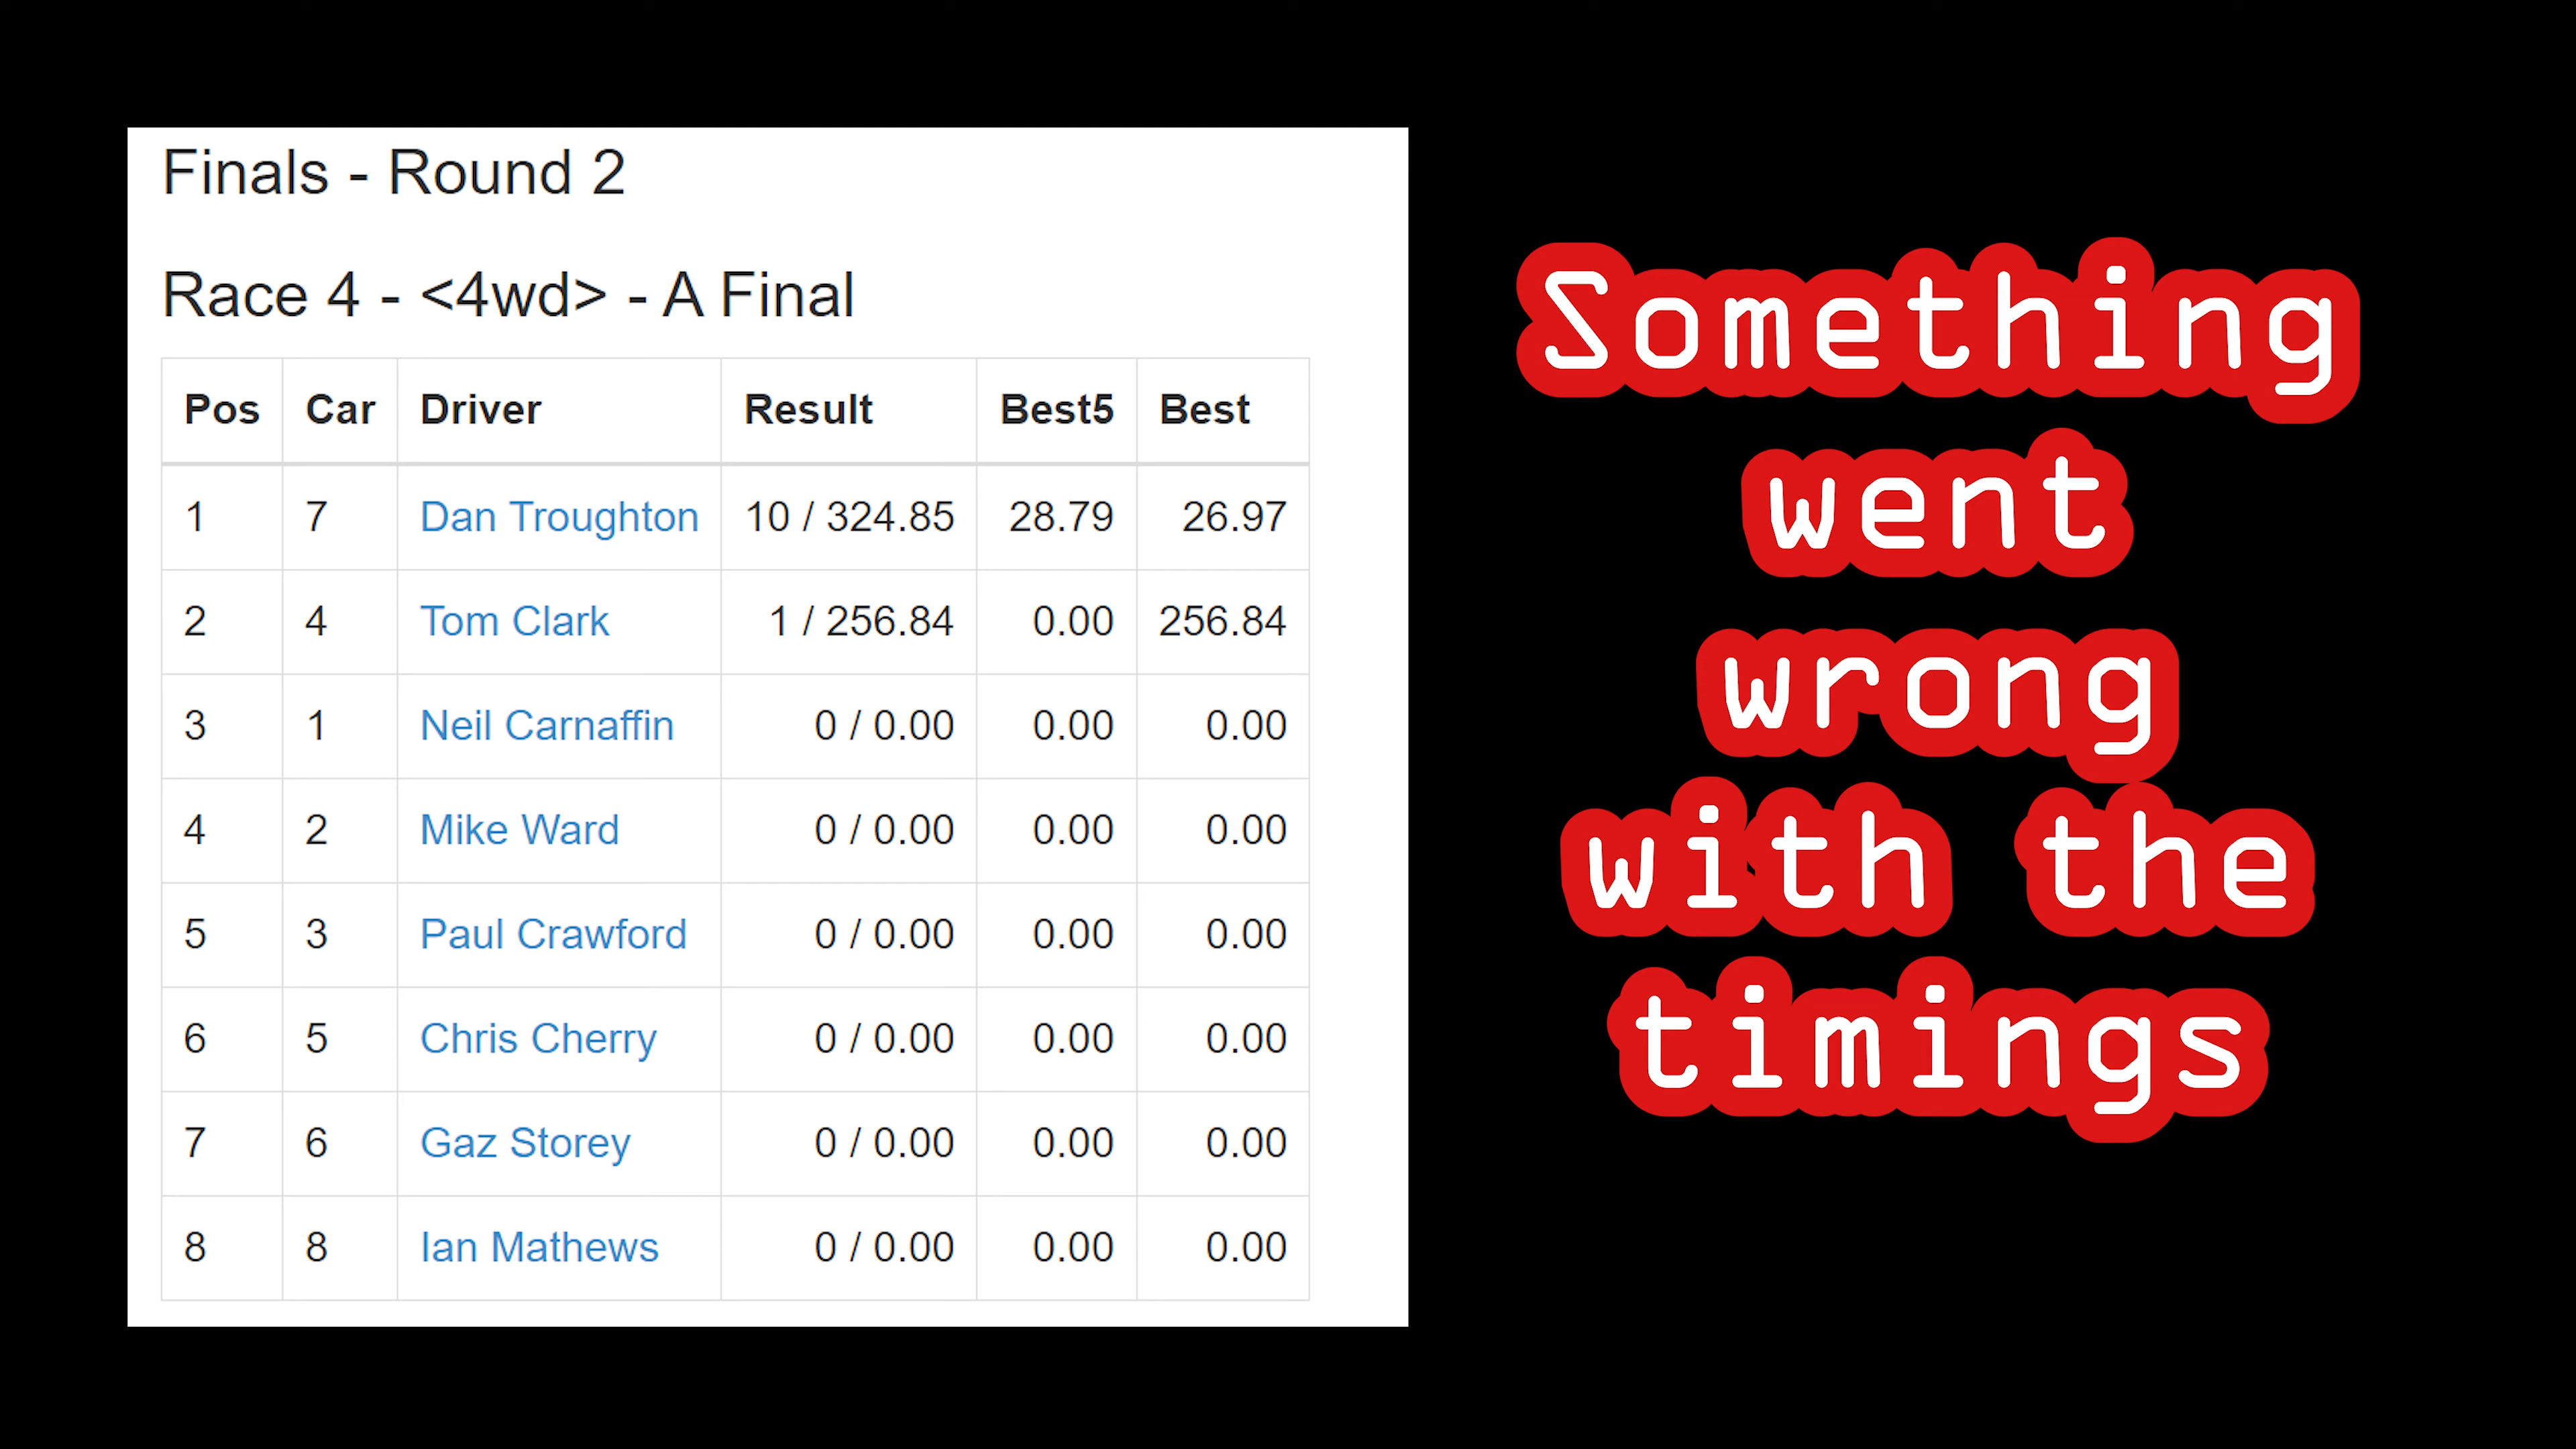 Finals - Round 2
Race 4 - <4wd> - A Final
Pos Car Driver Result Best5 Best
1 7 Dan Troughton 10 / 324.85 28.79 26.97
2 4 Tom Clark 1 / 256.84 0.00 256.84
3 1 Neil Carnaffin 0 / 0.00 0.00 0.00
4 2 Mike Ward 0 / 0.00 0.00 0.00
5 3 Paul Crawford 0 / 0.00 0.00 0.00
6 5 Chris Cherry 0 / 0.00 0.00 0.00
7 6 Gaz Storey 0 / 0.00 0.00 0.00
8 8 Ian Mathews 0 / 0.00 0.00 0.00
Something
went
wrong
with the
timings